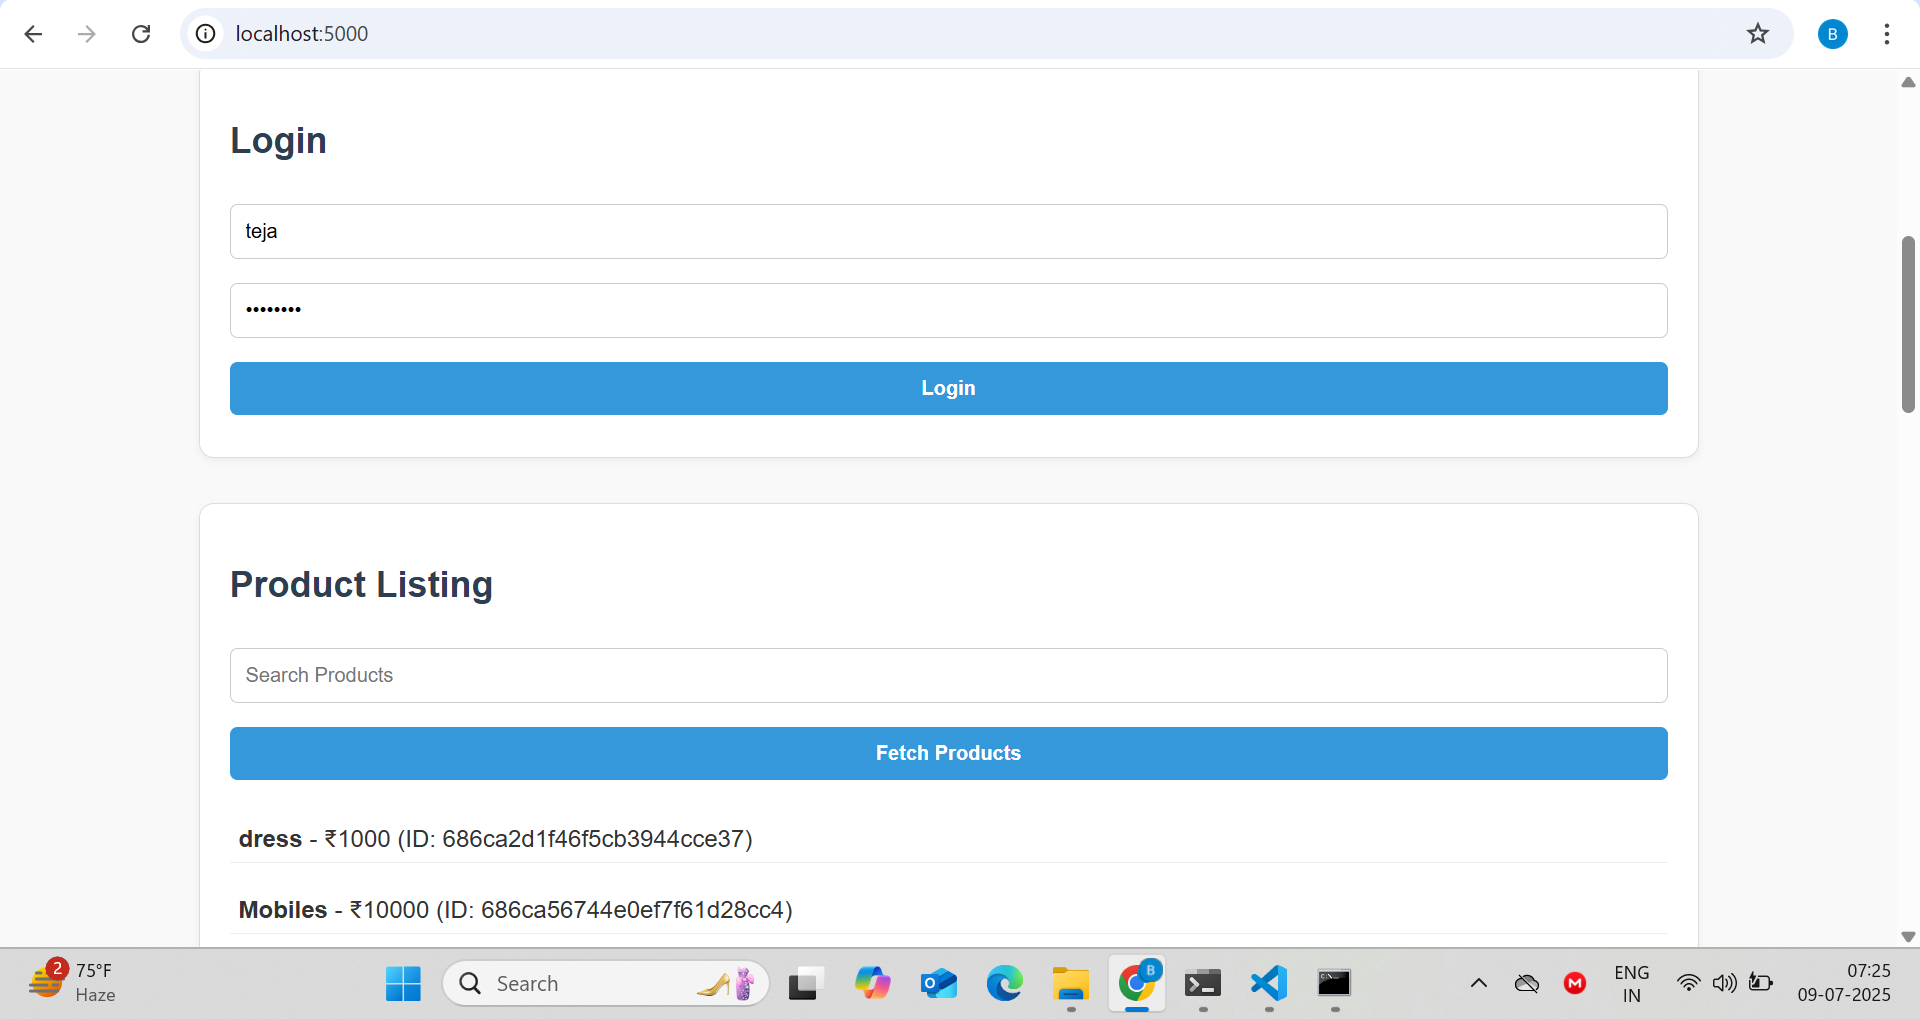 localhost:5000
B
Login
teja
••••••••
Login
Product Listing
Search Products
Fetch Products
dress - ₹1000 (ID: 686ca2d1f46f5cb3944cce37)
Mobiles - ₹10000 (ID: 686ca56744e0ef7f61d28cc4)
2
75°F
Haze
Search
B
M
ENG
IN
07:25
09-07-2025